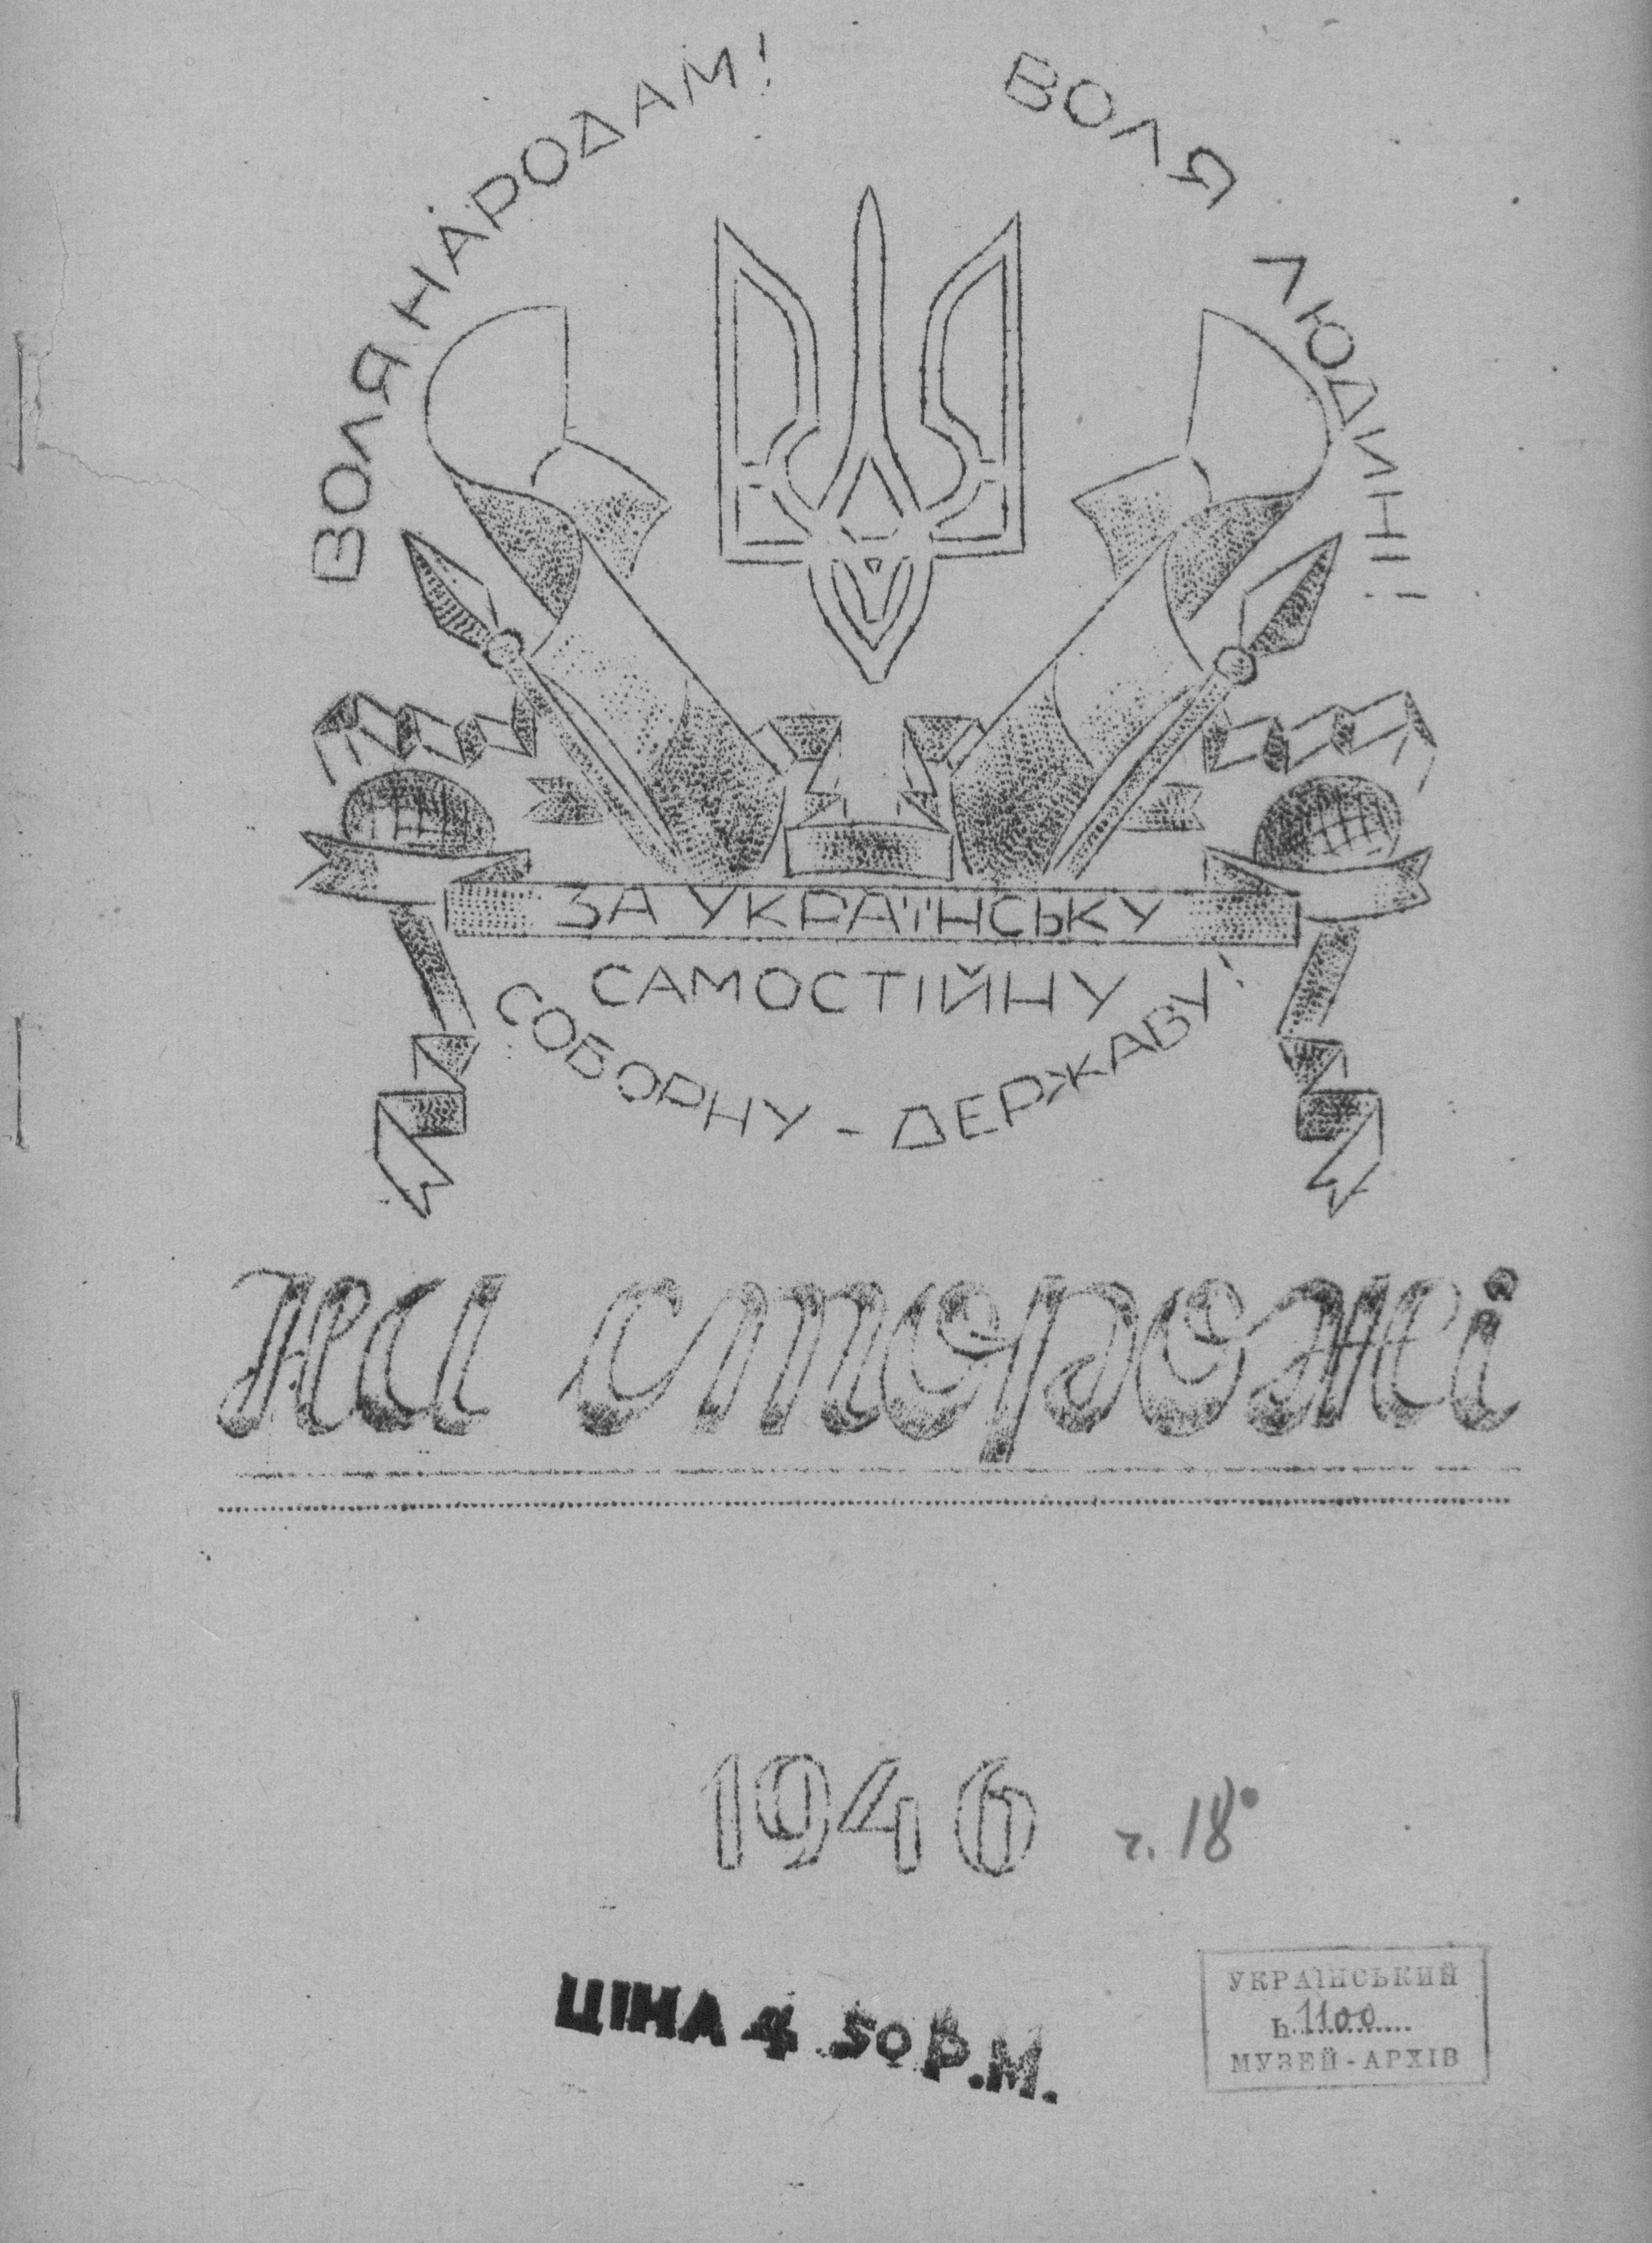 ВОЛЯ НАРОДАМ!
ВОЛЯ ЛЮДИНІ!
ЗА УКРАЇНСЬКУ
САМОСТІЙНУ
СОБОРНУ - ДЕРЖАВУ!
На сторожі
1946 ч. 18
ЦІНА 4 50 Р.М.
УКРАЇНСЬКИЙ
h. 1100
МУЗЕЙ - АРХІВ